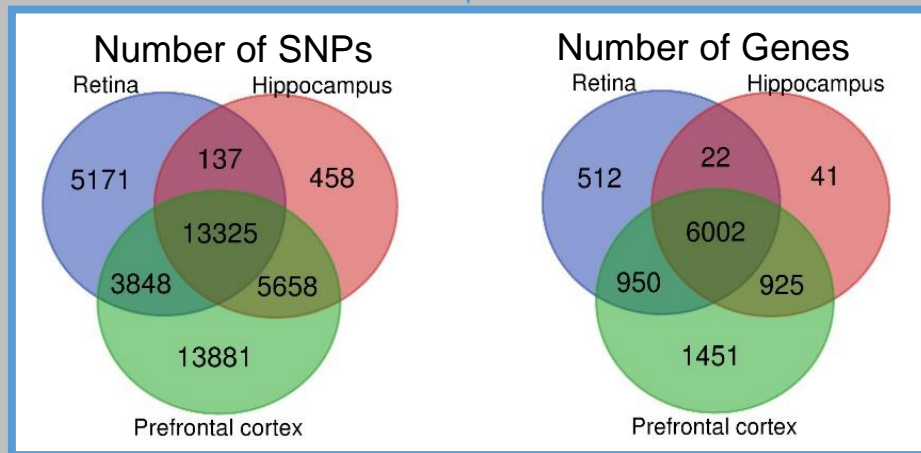 Number of SNPs
Retina
Hippocampus
137
5171
458
13325
3848
5658
13881
Prefrontal cortex
Number of Genes
Retina
Hippocampus
22
512
41
6002
950
925
1451
Prefrontal cortex